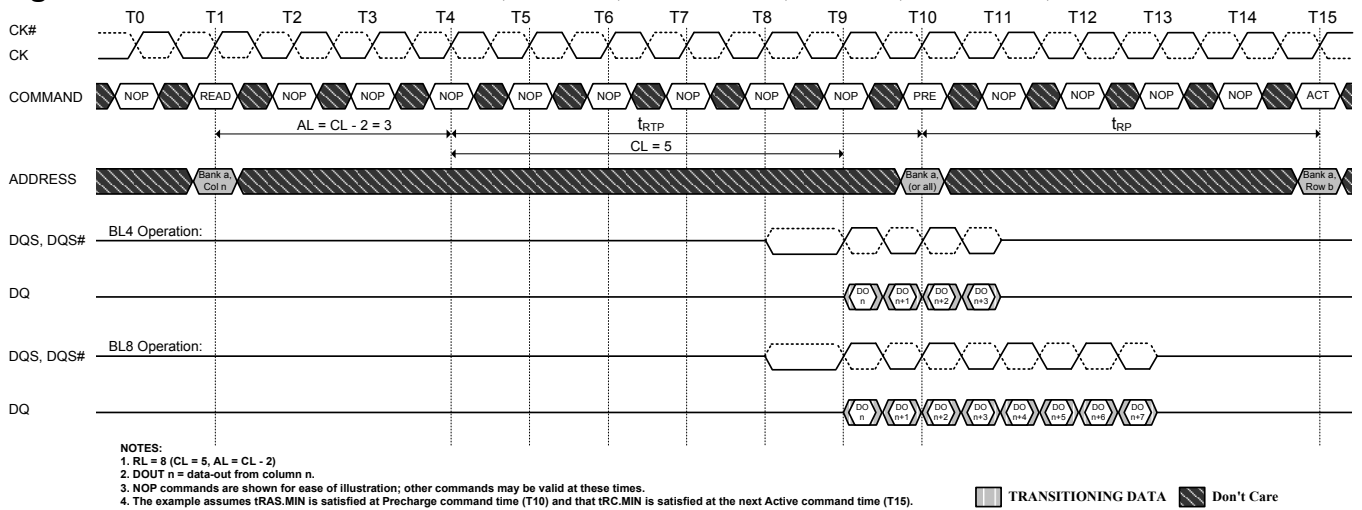 T0 T1 T2 T3 T4 T5 T6 T7 T8 T9 T10 T11 T12 T13 T14 T15
CK#
CK
COMMAND NOP READ NOP NOP NOP NOP NOP NOP NOP NOP PRE NOP NOP NOP NOP ACT
AL = CL - 2 = 3 tRTP tRP
CL = 5
ADDRESS Bank a, Col n Bank a, (or all) Bank a, Row b
DQS, DQS# BL4 Operation:
DQ DO n DO n+1 DO n+2 DO n+3
DQS, DQS# BL8 Operation:
DQ DO n DO n+1 DO n+2 DO n+3 DO n+4 DO n+5 DO n+6 DO n+7
NOTES:
1. RL = 8 (CL = 5, AL = CL - 2)
2. DOUT n = data-out from column n.
3. NOP commands are shown for ease of illustration; other commands may be valid at these times.
4. The example assumes tRAS.MIN is satisfied at Precharge command time (T10) and that tRC.MIN is satisfied at the next Active command time (T15).
TRANSITIONING DATA Don't Care